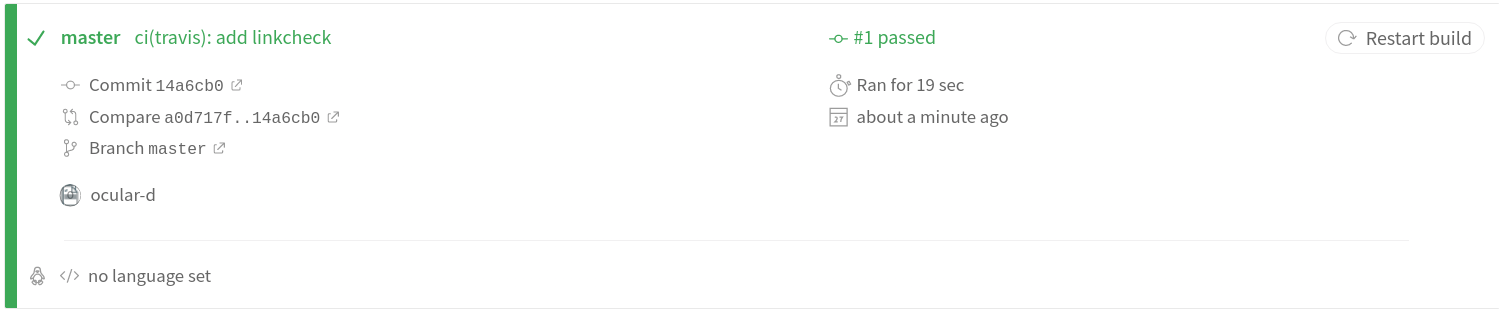 master ci(travis): add linkcheck
#1 passed
Restart build
Commit 14a6cb0
Ran for 19 sec
Compare a0d717f..14a6cb0
about a minute ago
Branch master
ocular-d
no language set